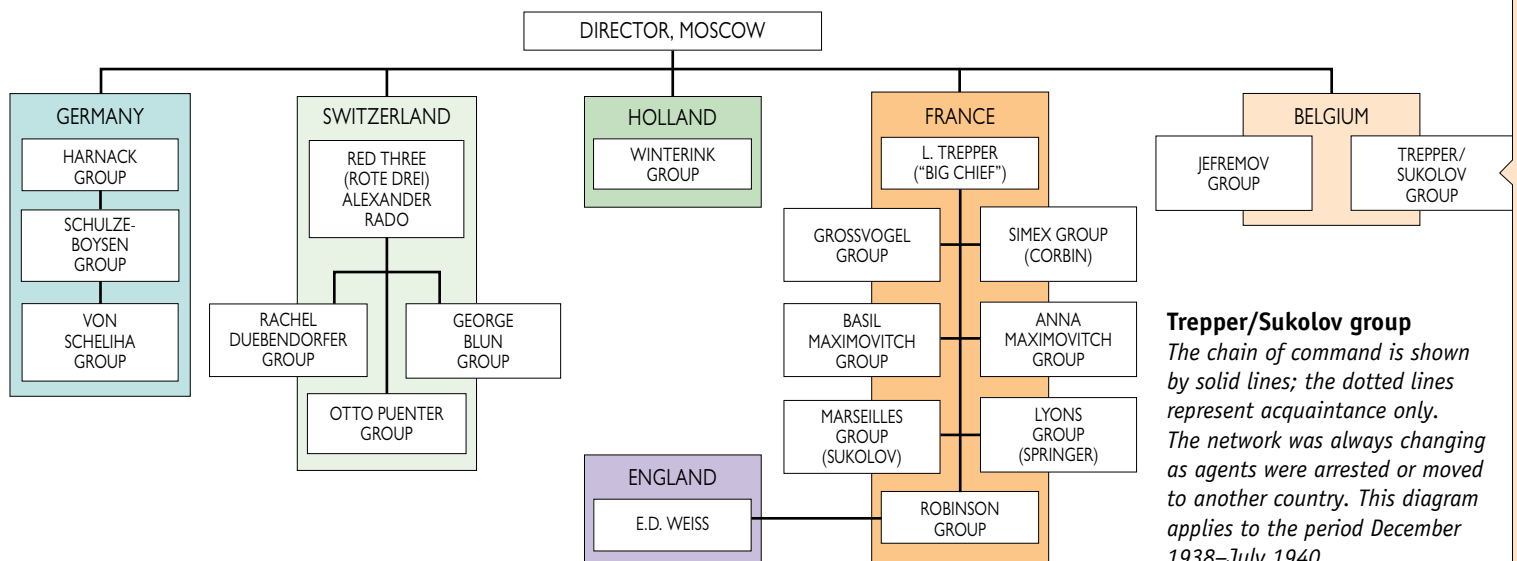 DIRECTOR, MOSCOW
GERMANY
HARNACK
GROUP
SCHULZE-
BOYSEN
GROUP
VON
SCHELIHA
GROUP
SWITZERLAND
RED THREE
(ROTE DREI)
ALEXANDER
RADO
RACHEL
DUEBENDORFER
GROUP
GEORGE
BLUN
GROUP
OTTO PUENTER
GROUP
HOLLAND
WINTERINK
GROUP
ENGLAND
E.D. WEISS
FRANCE
L. TREPPER
("BIG CHIEF")
GROSSVOGEL
GROUP
SIMEX GROUP
(CORBIN)
BASIL
MAXIMOVITCH
GROUP
ANNA
MAXIMOVITCH
GROUP
MARSEILLES
GROUP
(SUKOLOV)
LYONS
GROUP
(SPRINGER)
ROBINSON
GROUP
BELGIUM
JEFREMOV
GROUP
TREPPER/
SUKOLOV
GROUP
Trepper/Sukolov group
The chain of command is shown
by solid lines; the dotted lines
represent acquaintance only.
The network was always changing
as agents were arrested or moved
to another country. This diagram
applies to the period December
1938–July 1940